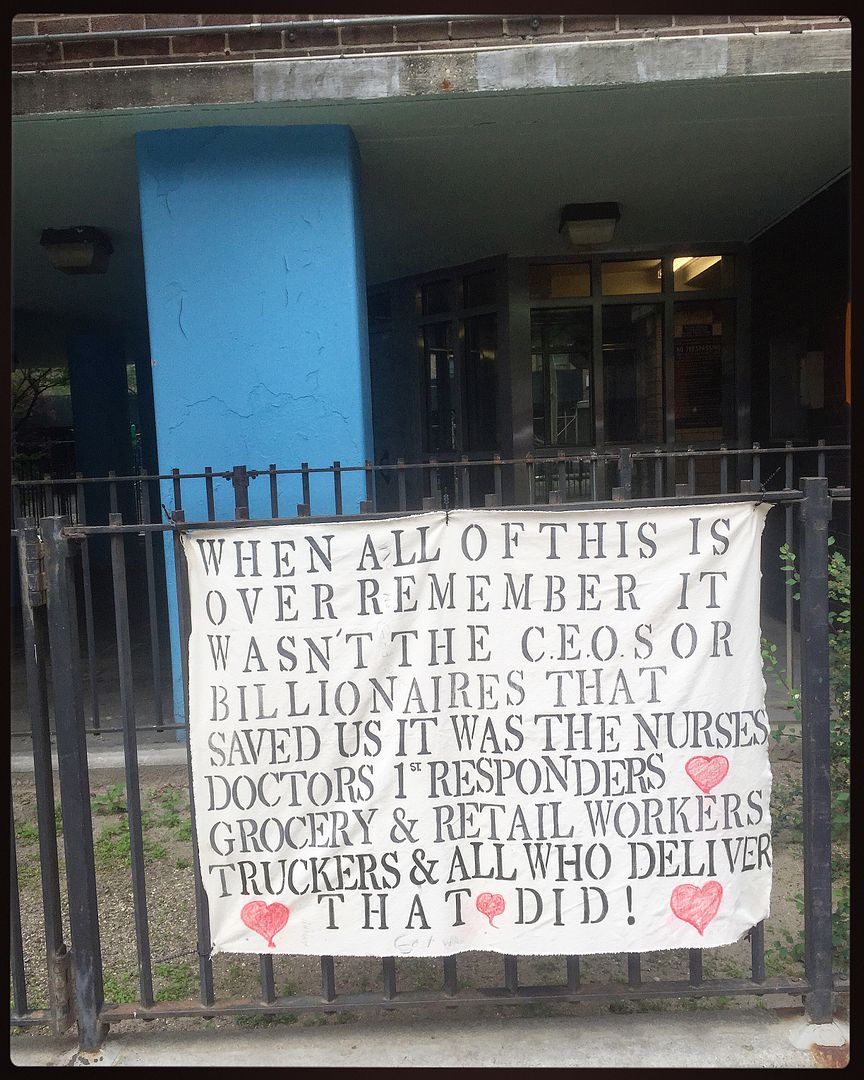 WHEN ALL OF THIS IS
OVER REMEMBER IT
WASN'T THE C.E.O.S OR
BILLIONAIRES THAT
SAVED US IT WAS THE NURSES
DOCTORS 1ST RESPONDERS
GROCERY & RETAIL WORKERS
TRUCKERS & ALL WHO DELIVER
THAT DID!